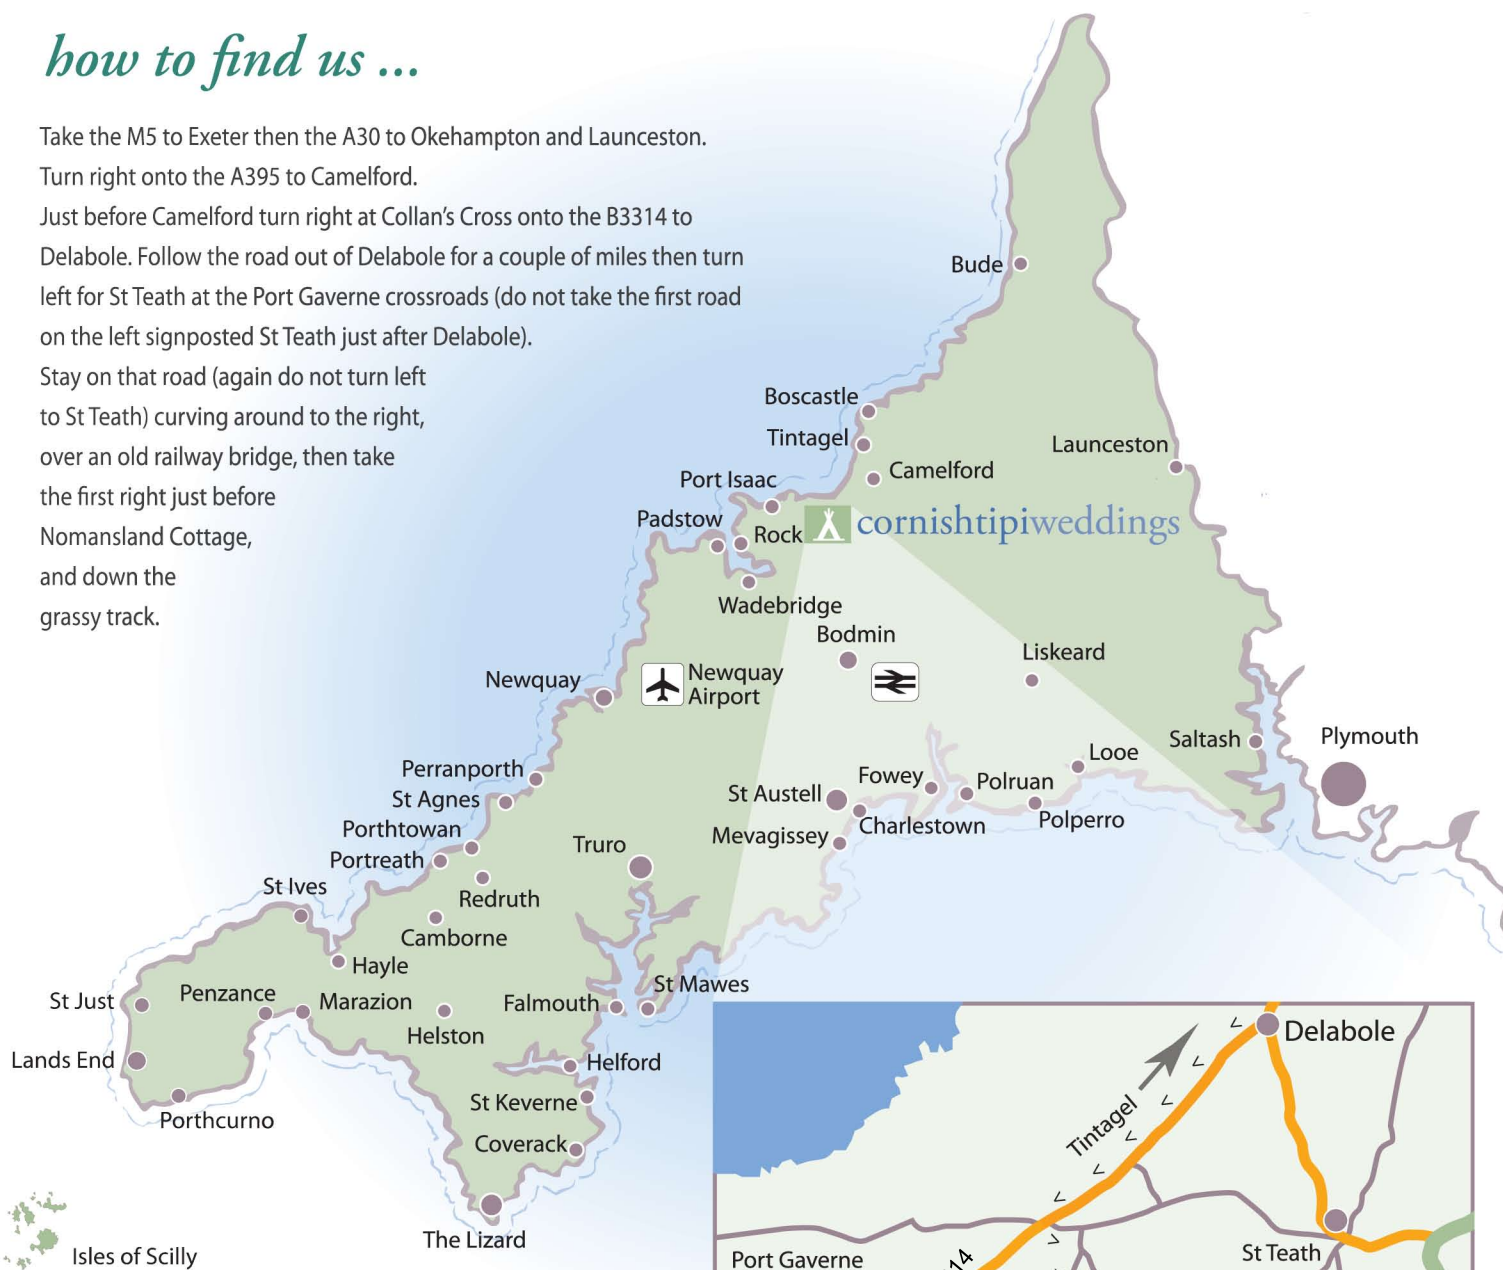 how to find us ...
Take the M5 to Exeter then the A30 to Okehampton and Launceston.
Turn right onto the A395 to Camelford.
Just before Camelford turn right at Collan's Cross onto the B3314 to
Delabole. Follow the road out of Delabole for a couple of miles then turn
left for St Teath at the Port Gaverne crossroads (do not take the first road
on the left signposted St Teath just after Delabole).
Stay on that road (again do not turn left
to St Teath) curving around to the right,
over an old railway bridge, then take
the first right just before
Nomansland Cottage,
and down the
grassy track.
Bude
Boscastle
Tintagel
Launceston
Camelford
Port Isaac
Padstow
Rock
cornishtipiweddings
Wadebridge
Bodmin
Liskeard
Newquay
Newquay
Airport
Saltash
Plymouth
Looe
Perranporth
Fowey
Polruan
St Agnes
St Austell
Porthtowan
Charlestown
Polperro
Mevagissey
Truro
Portreath
St Ives
Redruth
Camborne
Hayle
St Mawes
St Just
Penzance
Marazion
Falmouth
Helston
Lands End
Helford
St Keverne
Porthcurno
Coverack
The Lizard
Isles of Scilly
Delabole
Tintagel
St Teath
Port Gaverne
14